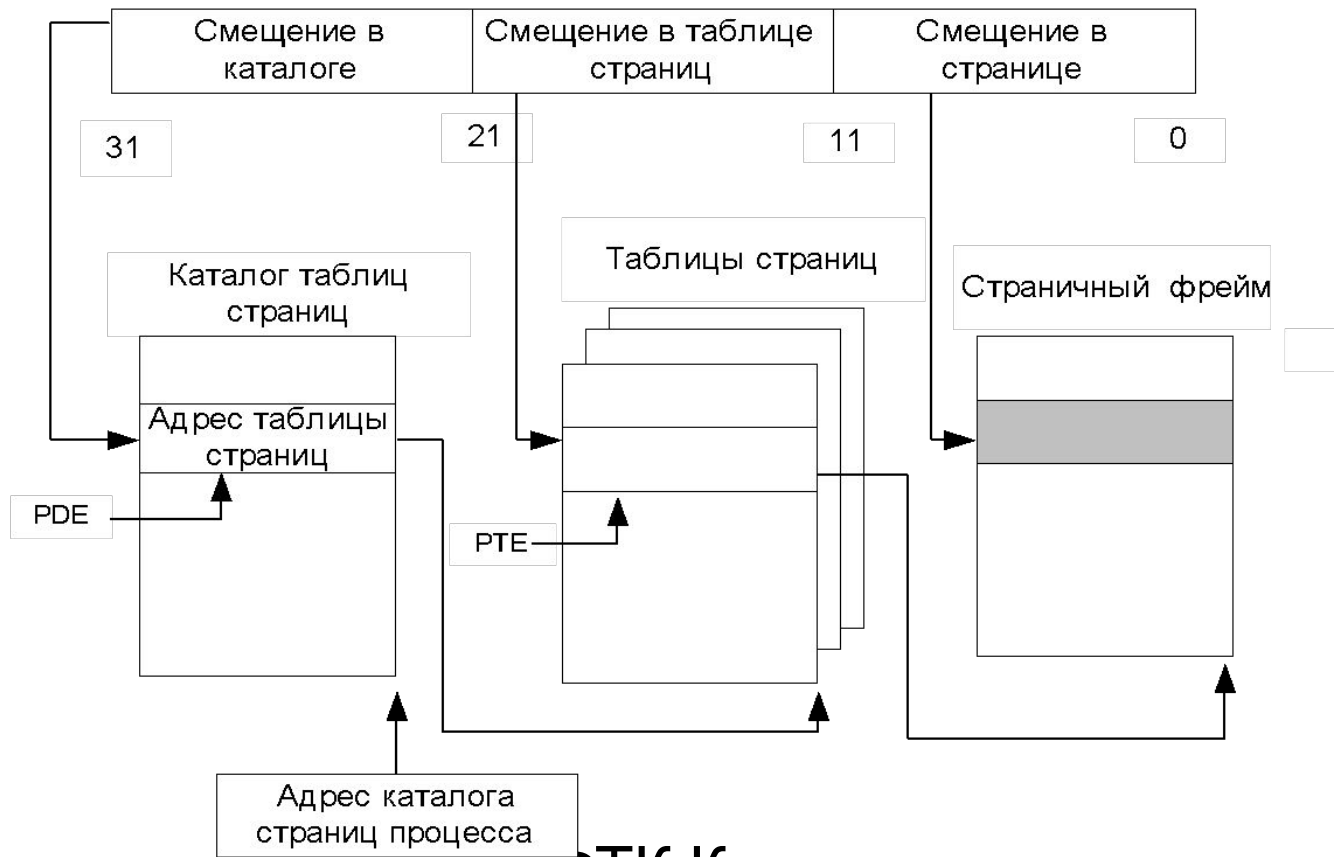 Смещение в
каталоге
Смещение в таблице
страниц
Смещение в
странице
31
21
11
0
Каталог таблиц
страниц
Таблицы страниц
Страничный фрейм
Адрес таблицы
страниц
PDE
PTE
Адрес каталога
страниц процесса